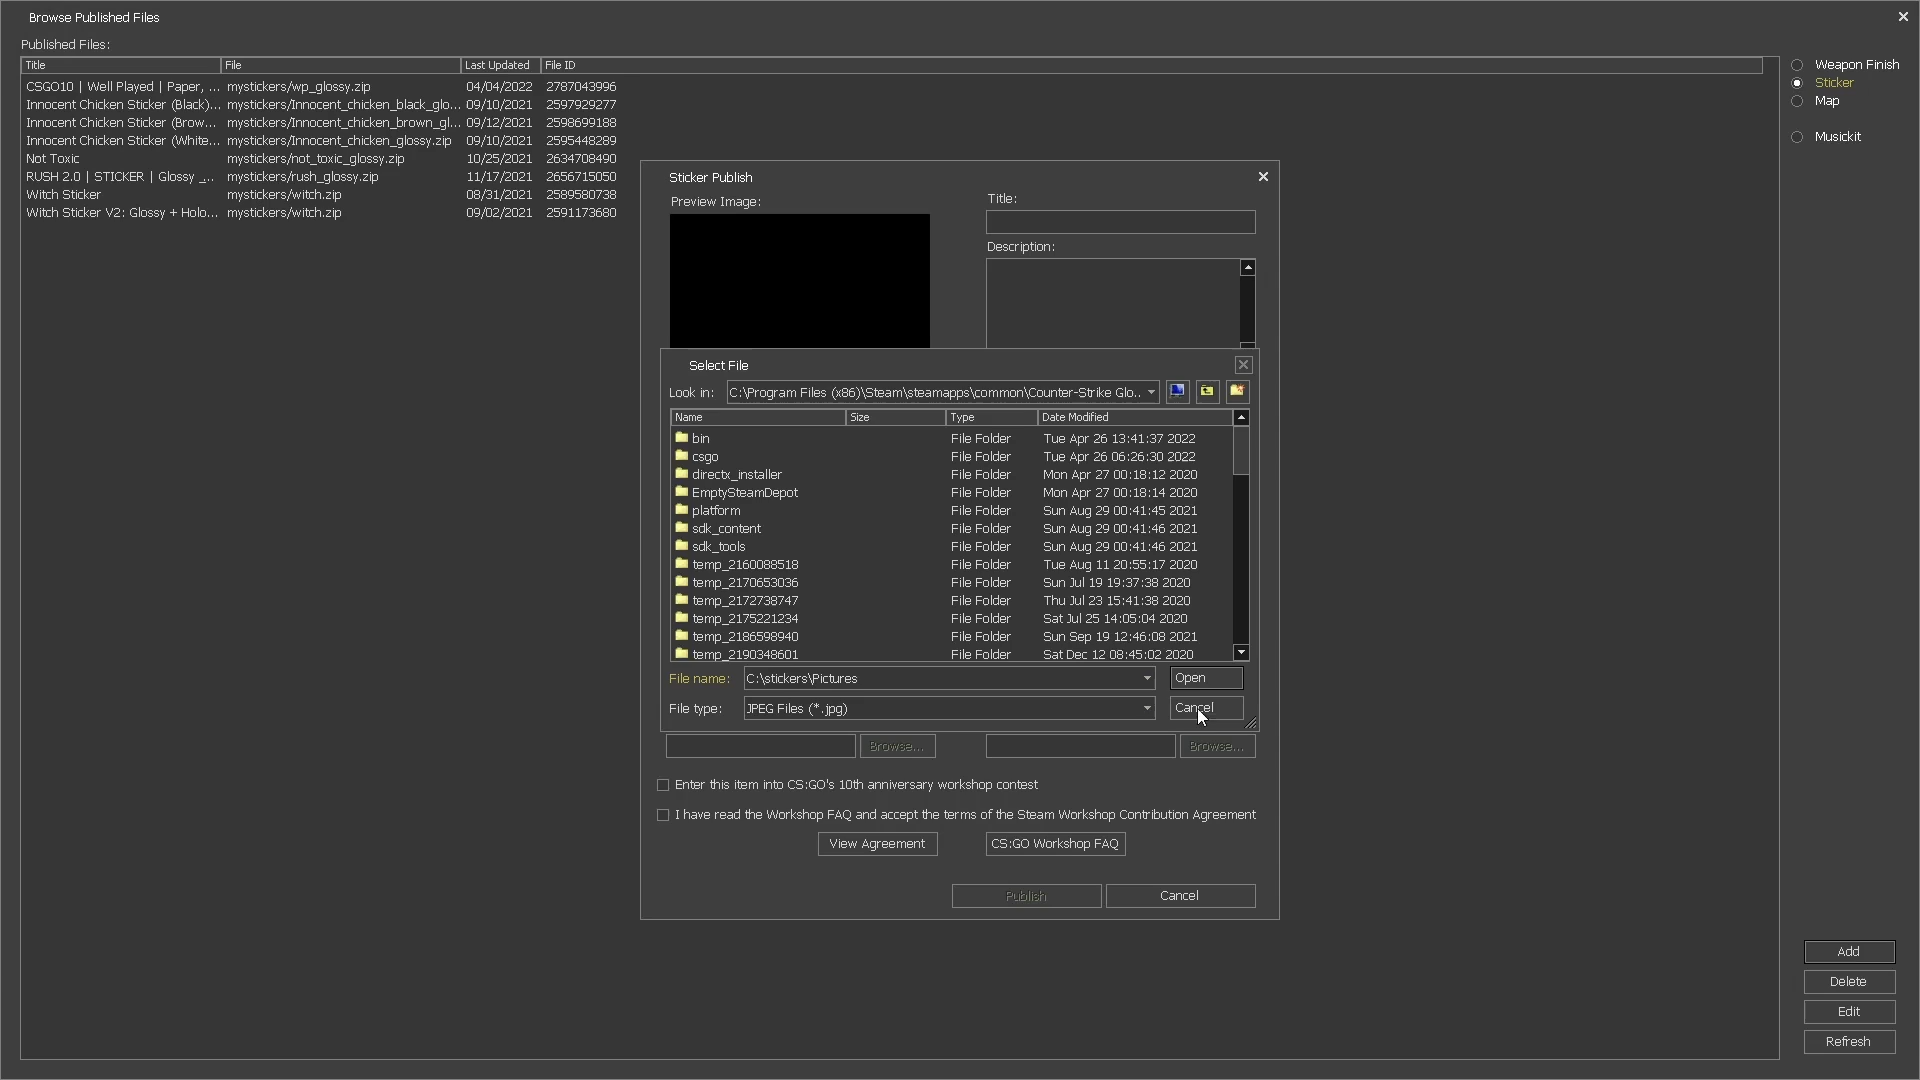 Browse Published Files
Published Files:
Title File Last Updated File ID
CSGO10 | Well Played | Paper, ... mystickers/wp_glossy.zip 04/04/2022 2787043996
Innocent Chicken Sticker (Black)... mystickers/Innocent_chicken_black_glo... 09/10/2021 2597929277
Innocent Chicken Sticker (Brow... mystickers/Innocent_chicken_brown_gl... 09/12/2021 2598699188
Innocent Chicken Sticker (White... mystickers/Innocent_chicken_glossy.zip 09/10/2021 2595448289
Not Toxic mystickers/not_toxic_glossy.zip 10/25/2021 2634708490
RUSH 2.0 | STICKER | Glossy _... mystickers/rush_glossy.zip 11/17/2021 2656715050
Witch Sticker mystickers/witch.zip 08/31/2021 2589580738
Witch Sticker V2: Glossy + Holo... mystickers/witch.zip 09/02/2021 2591173680
Weapon Finish
Sticker
Map
Musickit
Sticker Publish
Preview Image:
Title:
Description:
Select File
Look in: C:\Program Files (x86)\Steam\steamapps\common\Counter-Strike Glo..
Name Size Type Date Modified
bin File Folder Tue Apr 26 13:41:37 2022
csgo File Folder Tue Apr 26 06:26:30 2022
directx_installer File Folder Mon Apr 27 00:18:12 2020
EmptySteamDepot File Folder Mon Apr 27 00:18:14 2020
platform File Folder Sun Aug 29 00:41:45 2021
sdk_content File Folder Sun Aug 29 00:41:46 2021
sdk_tools File Folder Sun Aug 29 00:41:46 2021
temp_2160088518 File Folder Tue Aug 11 20:55:17 2020
temp_2170653036 File Folder Sun Jul 19 19:37:38 2020
temp_2172738747 File Folder Thu Jul 23 15:41:38 2020
temp_2175221234 File Folder Sat Jul 25 14:05:04 2020
temp_2186598940 File Folder Sun Sep 19 12:46:08 2021
temp_2190348601 File Folder Sat Dec 12 08:45:02 2020
File name: C:\stickers\Pictures Open
File type: JPEG Files (*.jpg) Cancel
Browse... Browse...
Enter this item into CS:GO's 10th anniversary workshop contest
I have read the Workshop FAQ and accept the terms of the Steam Workshop Contribution Agreement
View Agreement CS:GO Workshop FAQ
Publish Cancel
Add
Delete
Edit
Refresh